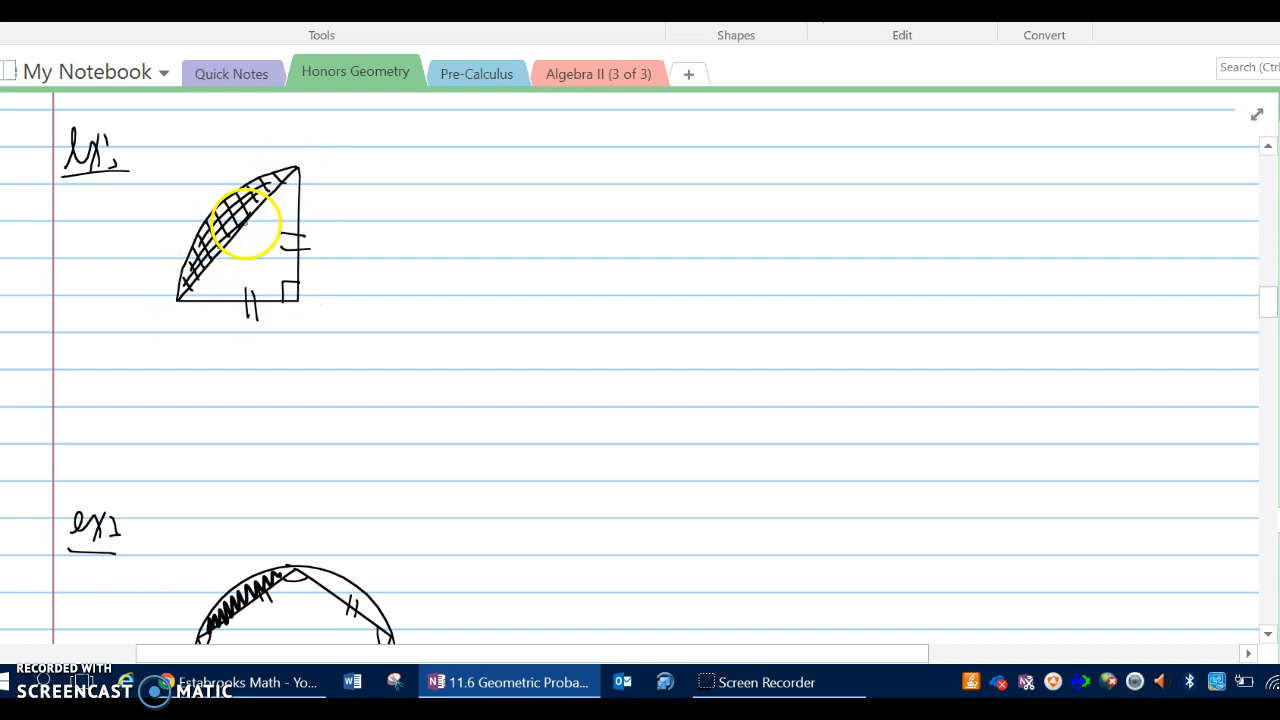 Tools Shapes Edit Convert
My Notebook Quick Notes Honors Geometry Pre-Calculus Algebra II (3 of 3) + Search (Ctrl
ex:
ex:
RECORDED WITH
SCREENCAST MATIC
Estabrooks Math - Yo... 11.6 Geometric Proba... Screen Recorder